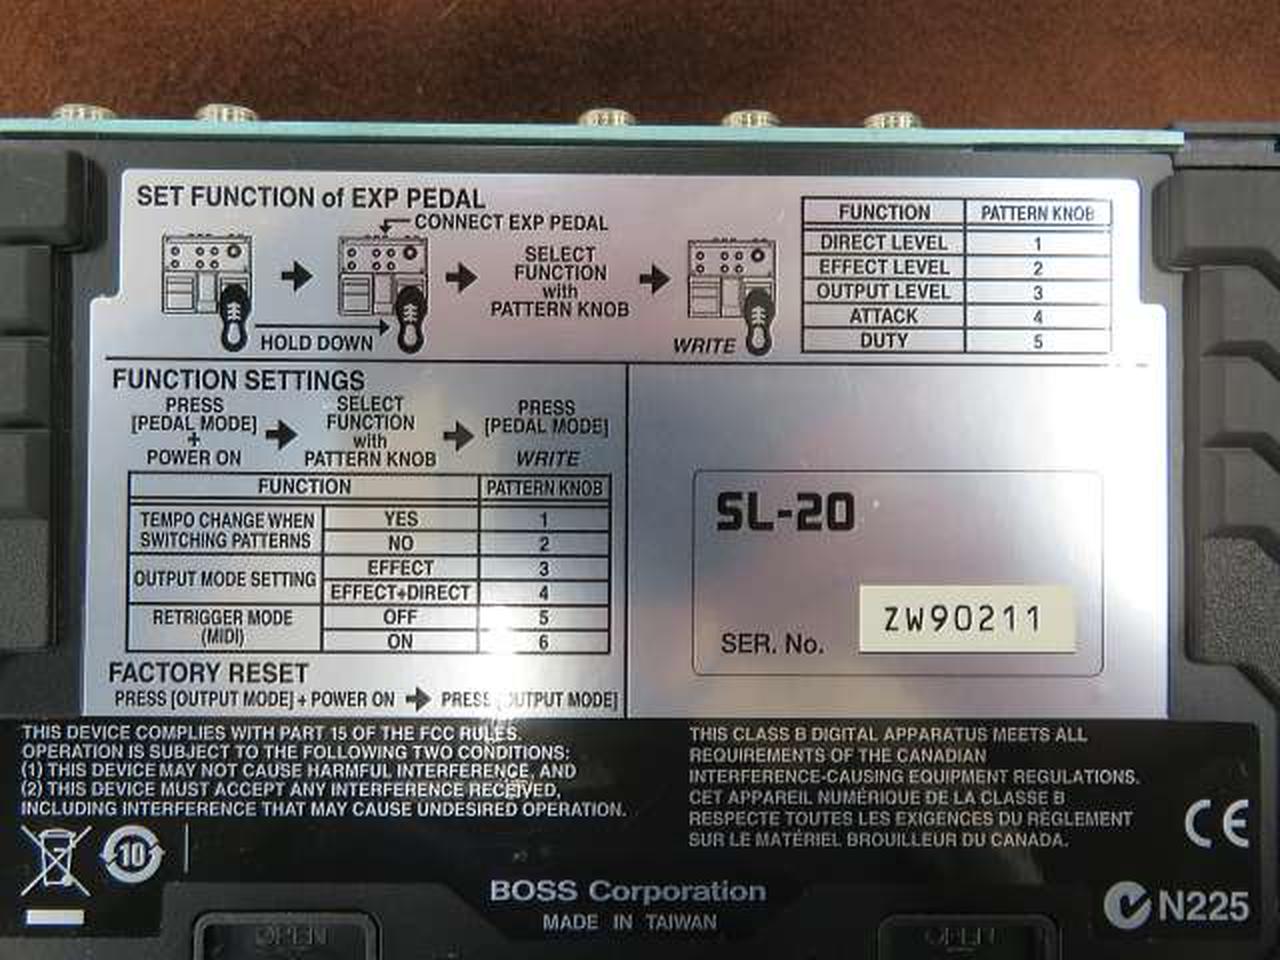 SET FUNCTION of EXP PEDAL
CONNECT EXP PEDAL
SELECT
FUNCTION
with
PATTERN KNOB
HOLD DOWN
WRITE
FUNCTION PATTERN KNOB
DIRECT LEVEL 1
EFFECT LEVEL 2
OUTPUT LEVEL 3
ATTACK 4
DUTY 5
FUNCTION SETTINGS
PRESS
[PEDAL MODE]
+
POWER ON
SELECT
FUNCTION
with
PATTERN KNOB
PRESS
[PEDAL MODE]
WRITE
FUNCTION PATTERN KNOB
TEMPO CHANGE WHEN
SWITCHING PATTERNS
YES 1
NO 2
OUTPUT MODE SETTING
EFFECT 3
EFFECT+DIRECT 4
RETRIGGER MODE
(MIDI)
OFF 5
ON 6
FACTORY RESET
PRESS [OUTPUT MODE] + POWER ON PRESS [OUTPUT MODE]
SL-20
SER. No. ZW90211
THIS DEVICE COMPLIES WITH PART 15 OF THE FCC RULES.
OPERATION IS SUBJECT TO THE FOLLOWING TWO CONDITIONS:
(1) THIS DEVICE MAY NOT CAUSE HARMFUL INTERFERENCE, AND
(2) THIS DEVICE MUST ACCEPT ANY INTERFERENCE RECEIVED,
INCLUDING INTERFERENCE THAT MAY CAUSE UNDESIRED OPERATION.
THIS CLASS B DIGITAL APPARATUS MEETS ALL
REQUIREMENTS OF THE CANADIAN
INTERFERENCE-CAUSING EQUIPMENT REGULATIONS.
CET APPAREIL NUMÉRIQUE DE LA CLASSE B
RESPECTE TOUTES LES EXIGENCES DU RÈGLEMENT
SUR LE MATÉRIEL BROUILLEUR DU CANADA.
CE
10
N225
BOSS Corporation
MADE IN TAIWAN
OPEN
OPEN